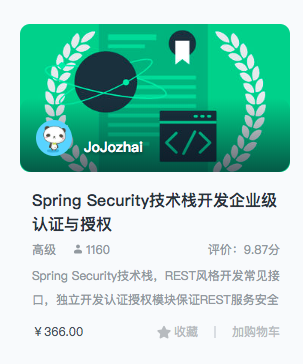 JoJozhai
Spring Security技术栈开发企业级
认证与授权
高级 1160 评价：9.87分
Spring Security技术栈，REST风格开发常见接
口，独立开发认证授权模块保证REST服务安全
￥366.00 收藏 | 加购物车